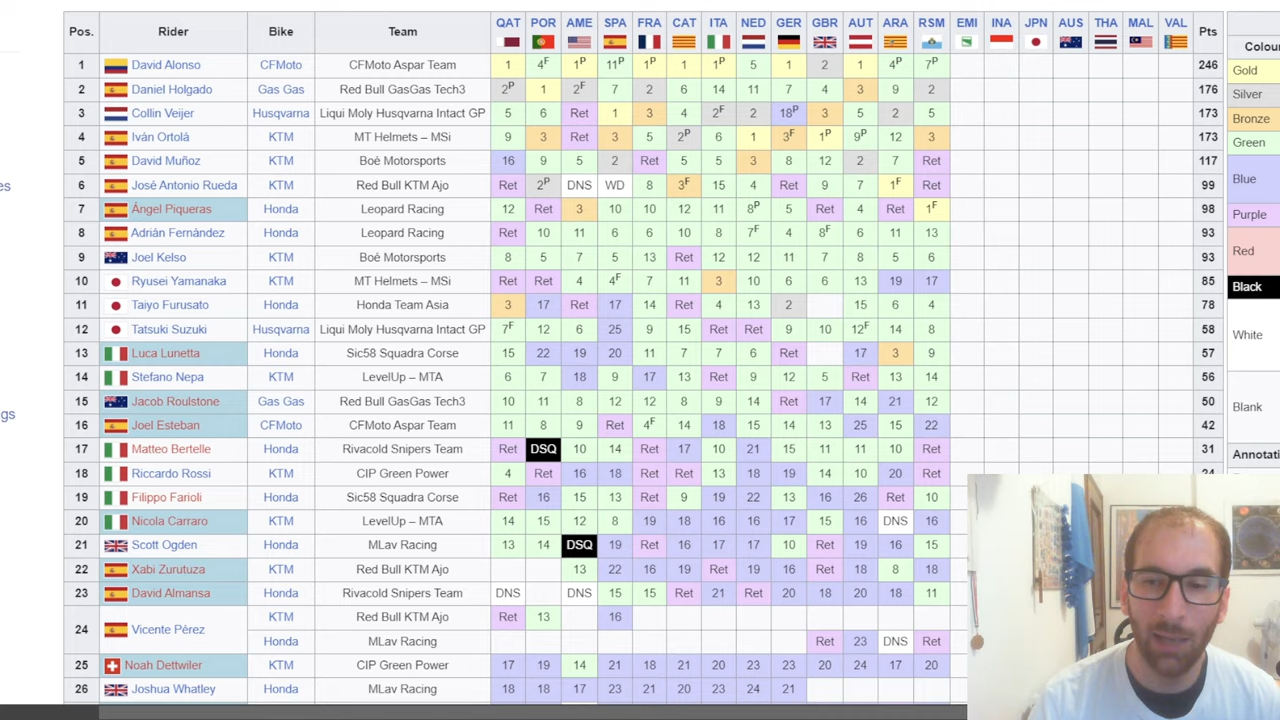 Pos. Rider Bike Team QAT POR AME SPA FRA CAT ITA NED GER GBR AUT ARA RSM EMI INA JPN AUS THA MAL VAL Pts
1 David Alonso CFMoto CFMoto Aspar Team 1 4F 1P 11P 1P 1 1P 5 1 2 1 4P 7P 246
2 Daniel Holgado Gas Gas Red Bull GasGas Tech3 2P 1 2F 7 2 6 14 11 7 4 3 9 2 176
3 Collin Veijer Husqvarna Liqui Moly Husqvarna Intact GP 5 6 Ret 1 3 4 2F 2 18P 3 5 2 5 173
4 Iván Ortolá KTM MT Helmets – MSi 9 3 Ret 3 5 2P 6 1 3F 1P 9P 12 3 173
5 David Muñoz KTM Boé Motorsports 16 9 5 2 Ret 5 5 3 8 12 2 7 Ret 117
6 José Antonio Rueda KTM Red Bull KTM Ajo Ret 2P DNS WD 8 3F 15 4 Ret 9 7 1F Ret 99
7 Ángel Piqueras Honda Leopard Racing 12 Ret 3 10 10 12 11 8P 5 Ret 4 Ret 1F 98
8 Adrián Fernández Honda Leopard Racing Ret 10 11 6 6 10 8 7F 4 8F 6 11 13 93
9 Joel Kelso KTM Boé Motorsports 8 5 7 5 13 Ret 12 12 11 7 8 5 6 93
10 Ryusei Yamanaka KTM MT Helmets – MSi Ret Ret 4 4F 7 11 3 10 6 6 13 19 17 85
11 Taiyo Furusato Honda Honda Team Asia 3 17 Ret 17 14 Ret 4 13 2 15 6 4 78
12 Tatsuki Suzuki Husqvarna Liqui Moly Husqvarna Intact GP 7F 12 6 25 9 15 Ret Ret 9 10 12F 14 8 58
13 Luca Lunetta Honda Sic58 Squadra Corse 15 22 19 20 11 7 7 6 Ret 17 3 9 57
14 Stefano Nepa KTM LevelUp – MTA 6 7 18 9 17 13 Ret 9 12 5 Ret 13 14 56
15 Jacob Roulstone Gas Gas Red Bull GasGas Tech3 10 11 8 12 12 8 9 14 Ret 17 14 21 12 50
16 Joel Esteban CFMoto CFMoto Aspar Team 11 8 9 Ret 4F 14 18 15 14 13 25 15 22 42
17 Matteo Bertelle Honda Rivacold Snipers Team Ret DSQ 10 14 Ret 17 10 21 15 11 11 10 Ret 31
18 Riccardo Rossi KTM CIP Green Power 4 Ret 16 18 Ret Ret 13 18 19 14 10 20 Ret
19 Filippo Farioli Honda Sic58 Squadra Corse Ret 16 15 13 Ret 9 19 22 13 16 26 Ret 10
20 Nicola Carraro KTM LevelUp – MTA 14 15 12 8 19 18 16 16 17 15 16 DNS 16
21 Scott Ogden Honda MLav Racing 13 14 DSQ 19 Ret 16 17 17 10 Ret 19 16 15
22 Xabi Zurutuza KTM Red Bull KTM Ajo 13 22 16 19 Ret 19 16 Ret 18 8 18
23 David Almansa Honda Rivacold Snipers Team DNS DNS 15 15 Ret 21 Ret 20 18 20 18 11
24 Vicente Pérez KTM Red Bull KTM Ajo Ret 13 16
Honda MLav Racing Ret 23 DNS Ret
25 Noah Dettwiler KTM CIP Green Power 17 17 14 21 18 21 20 23 23 20 24 17 20
26 Joshua Whatley Honda MLav Racing 18 18 17 23 21 20 23 24 21
Colou
Gold
Silver
Bronze
Green
Blue
Purple
Red
Black
White
Blank
Annotati
es
gs